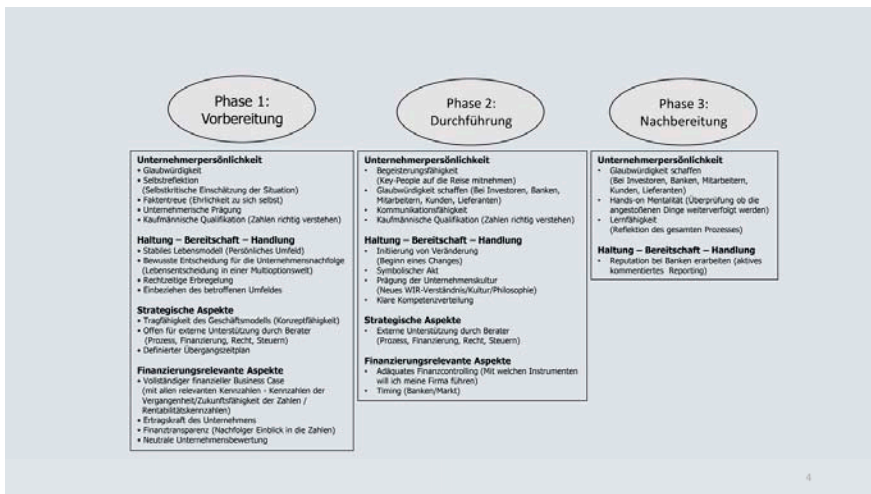 Phase 1:
Vorbereitung
Unternehmerpersönlichkeit
• Glaubwürdigkeit
• Selbstreflektion
(Selbstkritische Einschätzung der Situation)
• Faktentreue (Ehrlichkeit zu sich selbst)
• Unternehmerische Prägung
• Kaufmännische Qualifikation (Zahlen richtig verstehen)
Haltung – Bereitschaft – Handlung
• Stabiles Lebensmodell (Persönliches Umfeld)
• Bewusste Entscheidung für die Unternehmensnachfolge
(Lebensentscheidung in einer Multioptionswelt)
• Rechtzeitige Erbregelung
• Einbeziehen des betroffenen Umfeldes
Strategische Aspekte
• Tragfähigkeit des Geschäftsmodells (Konzeptfähigkeit)
• Offen für externe Unterstützung durch Berater
(Prozess, Finanzierung, Recht, Steuern)
• Definierter Übergangszeitplan
Finanzierungsrelevante Aspekte
• Vollständiger finanzieller Business Case
(mit allen relevanten Kennzahlen - Kennzahlen der
Vergangenheit/Zukunftsfähigkeit der Zahlen /
Rentabilitätskennzahlen)
• Ertragskraft des Unternehmens
• Finanztransparenz (Nachfolger Einblick in die Zahlen)
• Neutrale Unternehmensbewertung
Phase 2:
Durchführung
Unternehmerpersönlichkeit
• Begeisterungsfähigkeit
(Key-People auf die Reise mitnehmen)
• Glaubwürdigkeit schaffen (Bei Investoren, Banken,
Mitarbeitern, Kunden, Lieferanten)
• Kommunikationsfähigkeit
• Kaufmännische Qualifikation (Zahlen richtig verstehen)
Haltung – Bereitschaft – Handlung
• Initiierung von Veränderung
(Beginn eines Changes)
• Symbolischer Akt
• Prägung der Unternehmenskultur
(Neues WIR-Verständnis/Kultur/Philosophie)
• Klare Kompetenzverteilung
Strategische Aspekte
• Externe Unterstützung durch Berater
(Prozess, Finanzierung, Recht, Steuern)
Finanzierungsrelevante Aspekte
• Adäquates Finanzcontrolling (Mit welchen Instrumenten
will ich meine Firma führen)
• Timing (Banken/Markt)
Phase 3:
Nachbereitung
Unternehmerpersönlichkeit
• Glaubwürdigkeit schaffen
(Bei Investoren, Banken, Mitarbeitern,
Kunden, Lieferanten)
• Hands-on Mentalität (Überprüfung ob die
angestoßenen Dinge weiterverfolgt werden)
• Lernfähigkeit
(Reflektion des gesamten Prozesses)
Haltung – Bereitschaft – Handlung
• Reputation bei Banken erarbeiten (aktives
kommentiertes Reporting)
4